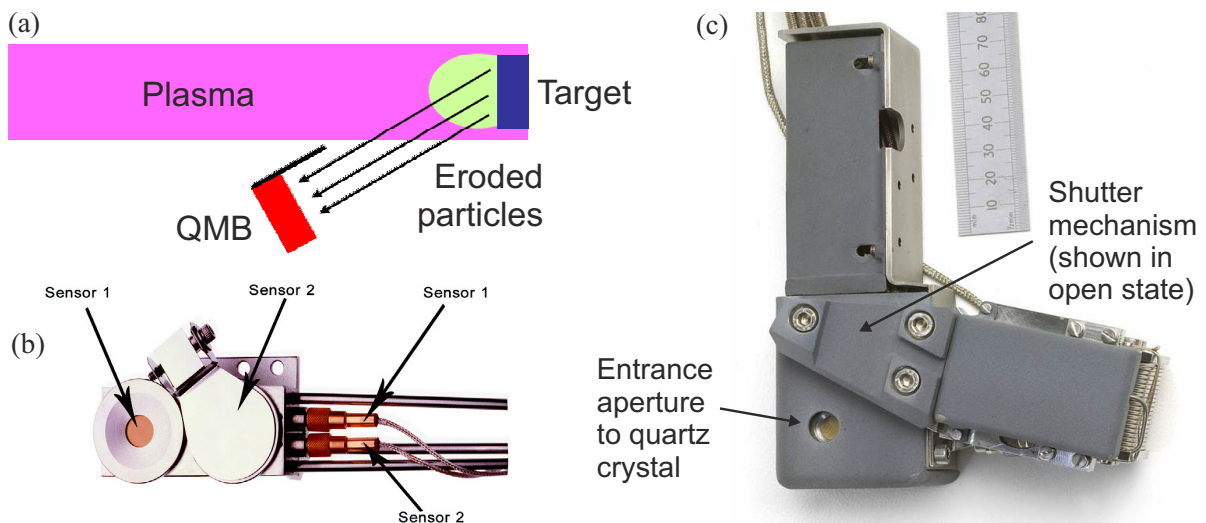 (a)
Plasma
Target
Eroded
particles
QMB
Sensor 1
Sensor 2
Sensor 1
(b)
Sensor 2
(c)
80
70
60
50
40
30
20
10
mm
Shutter
mechanism
(shown in
open state)
Entrance
aperture
to quartz
crystal